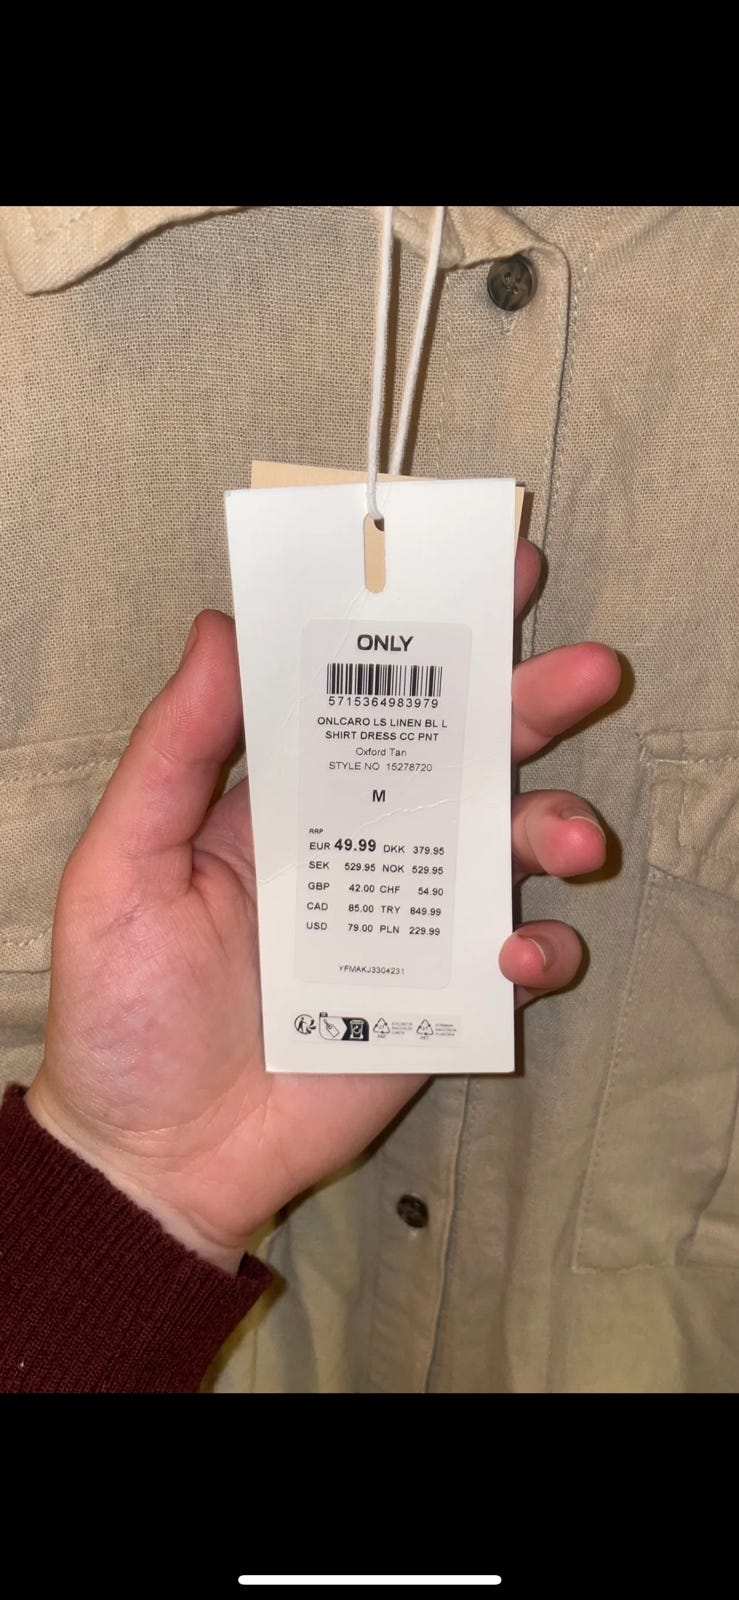 ONLY
5715364983979
ONLCARO LS LINEN BL L
SHIRT DRESS CC PNT
Oxford Tan
STYLE NO 15278720
M
RRP
EUR 49.99 DKK 379.95
SEK 529.95 NOK 529.95
GBP 42.00 CHF 54.90
CAD 85.00 TRY 849.99
USD 79.00 PLN 229.99
YFMAKJ3304231